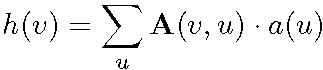 h(υ) = ∑_u A(υ, u) · a(u)